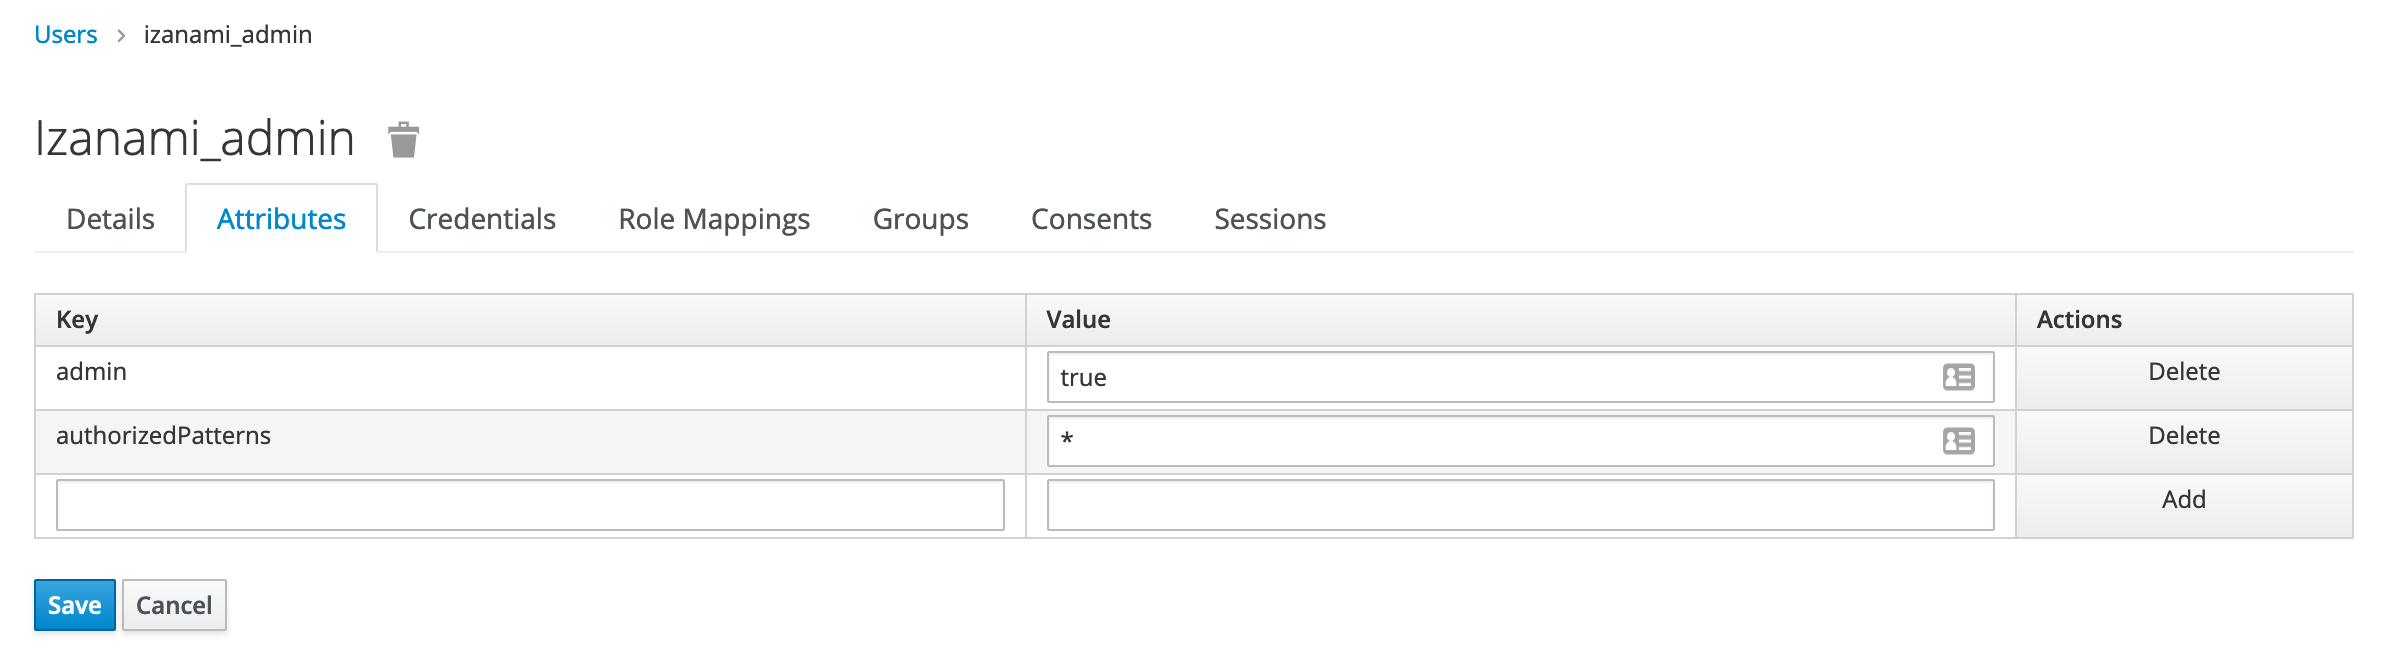 Users > izanami_admin
Izanami_admin
Details Attributes Credentials Role Mappings Groups Consents Sessions
Key Value Actions
admin true Delete
authorizedPatterns * Delete
Add
Save Cancel